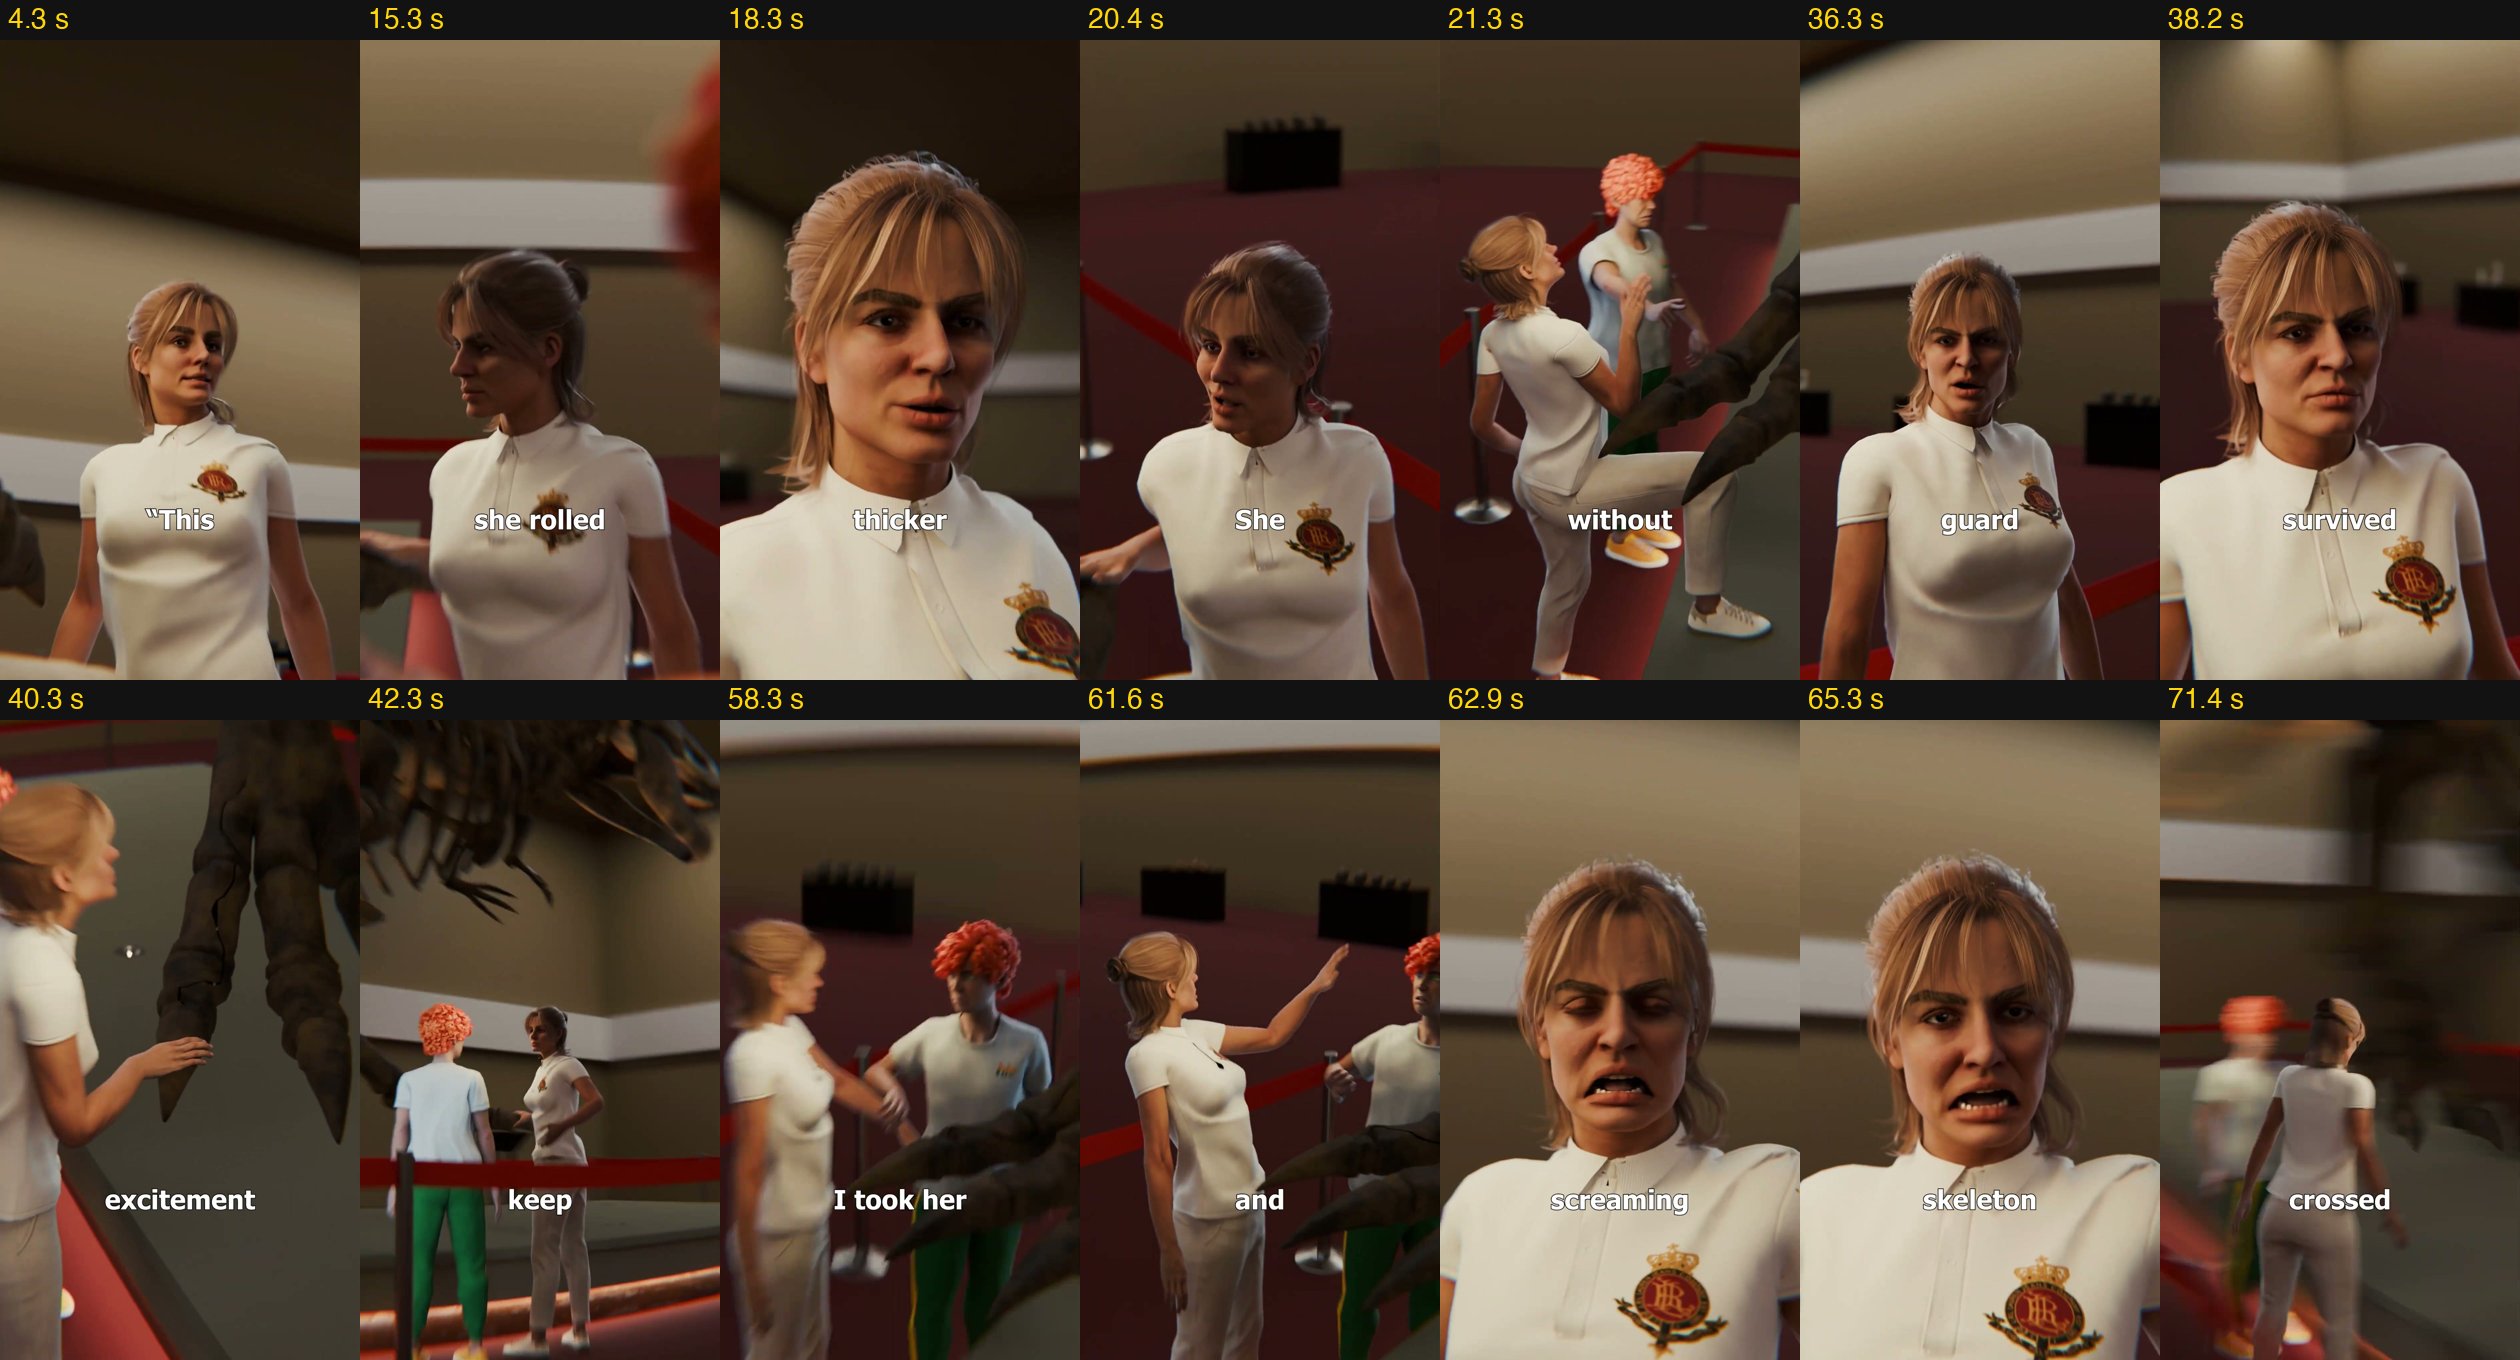 4.3 s
15.3 s
18.3 s
20.4 s
21.3 s
36.3 s
38.2 s
“This
she rolled
thicker
She
without
guard
survived
40.3 s
42.3 s
58.3 s
61.6 s
62.9 s
65.3 s
71.4 s
excitement
keep
I took her
and
screaming
skeleton
crossed